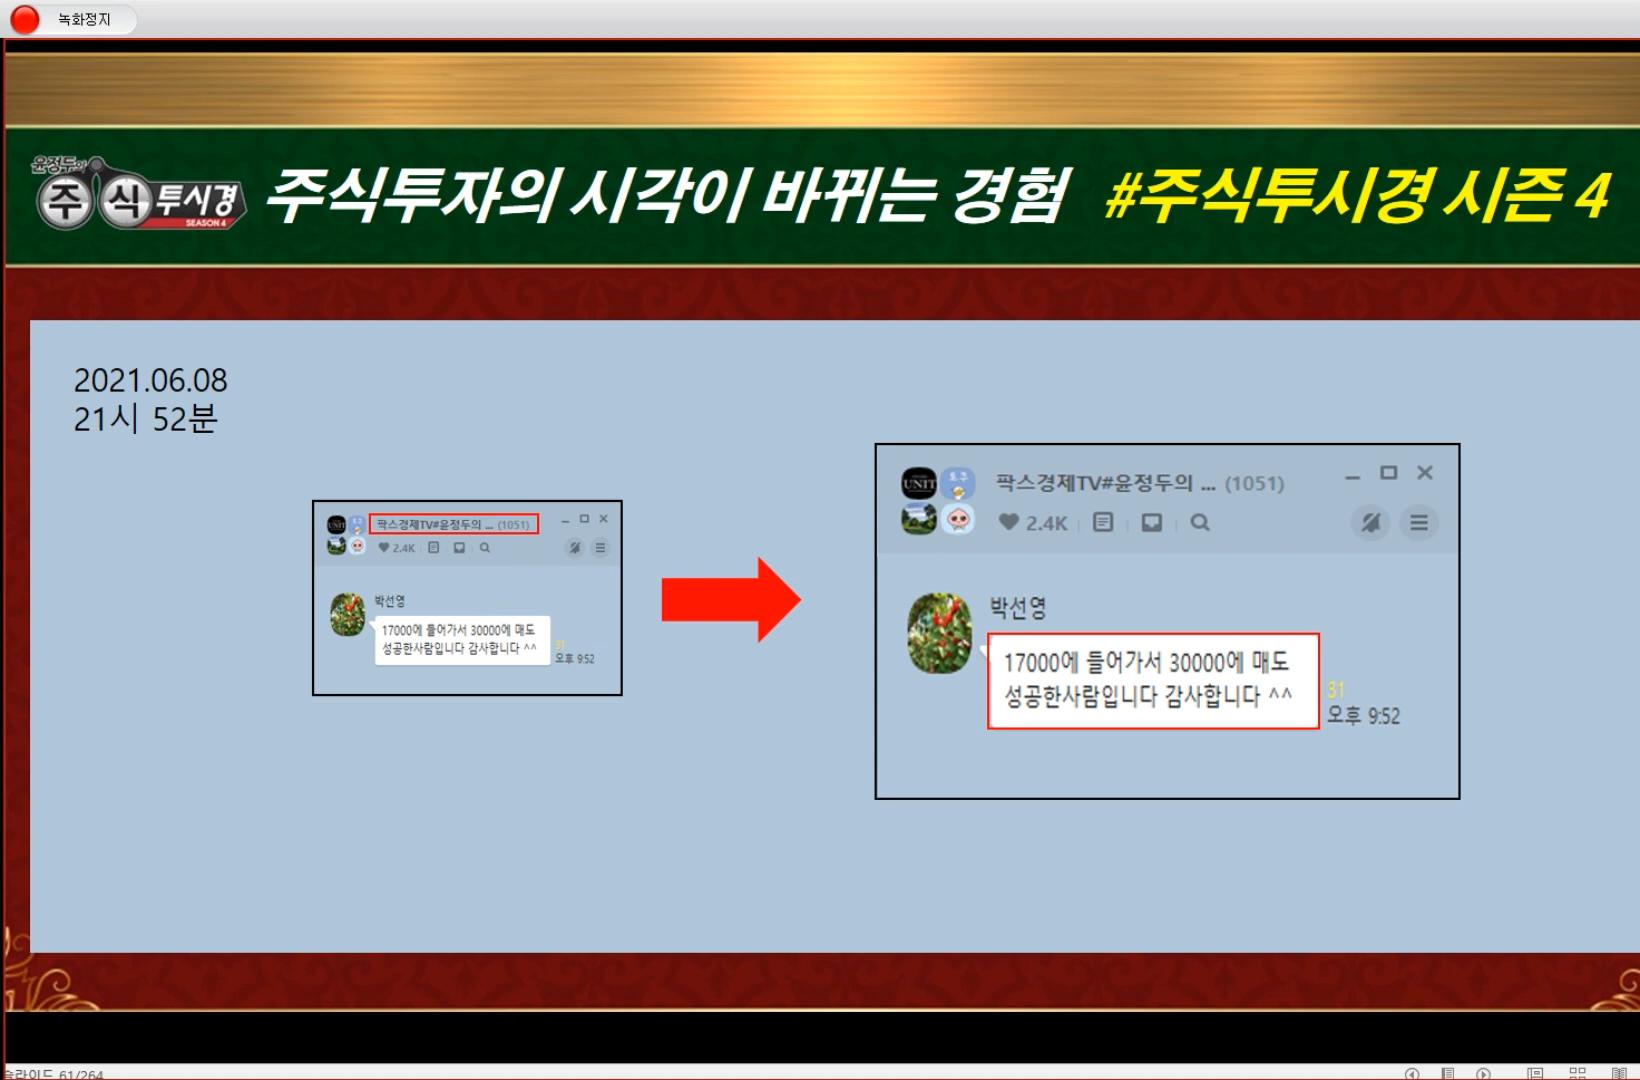 녹화정지
윤정두의
주식투시경
SEASON 4
주식투자의 시각이 바뀌는 경험 #주식투시경 시즌 4
2021.06.08
21시 52분
UNIT
팍스경제TV#윤정두의 ... (1051)
2.4K
박선영
17000에 들어가서 30000에 매도
성공한사람입니다 감사합니다 ^^
31
오후 9:52
UNIT
팍스경제TV#윤정두의 ... (1051)
2.4K
박선영
17000에 들어가서 30000에 매도
성공한사람입니다 감사합니다 ^^
31
오후 9:52
슬라이드 61/264